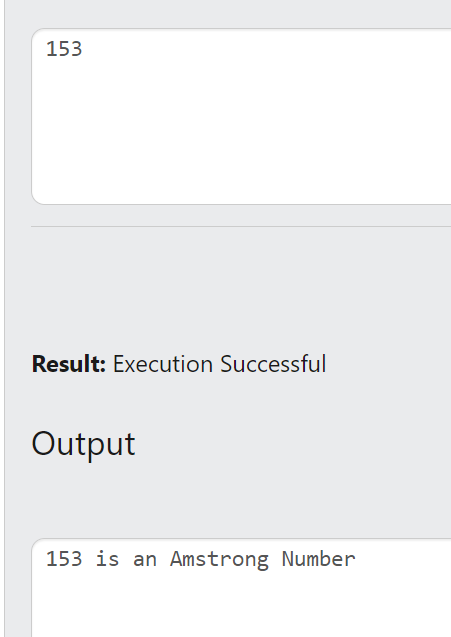 153
Result: Execution Successful
Output
153 is an Amstrong Number